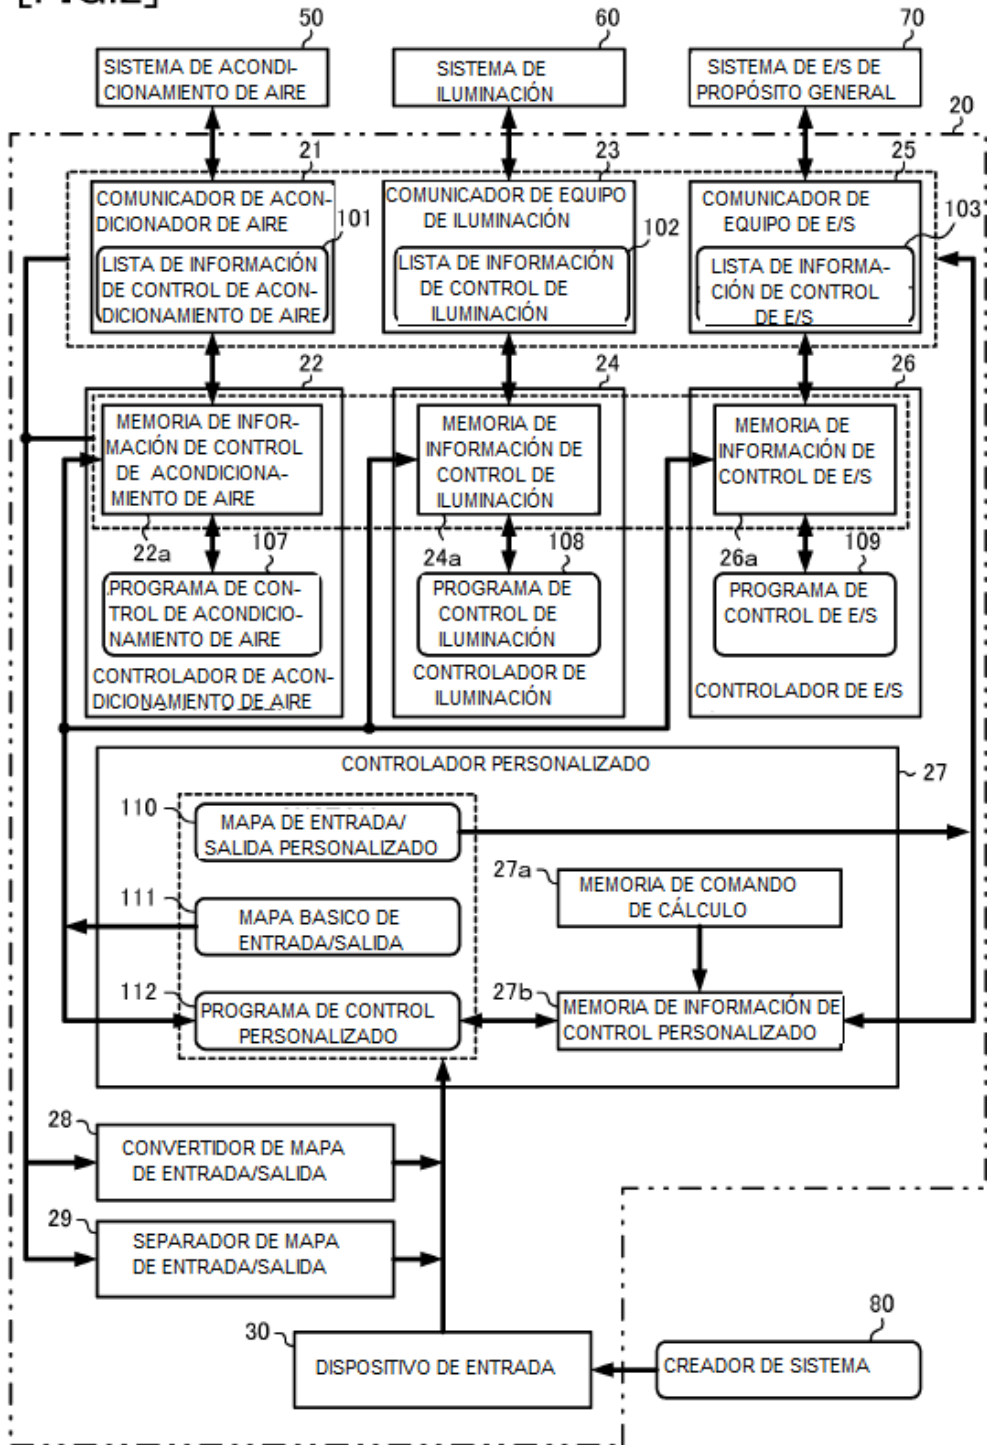 [FIG.2]
50
60
70
SISTEMA DE ACONDI-
CIONAMIENTO DE AIRE
SISTEMA DE
ILUMINACIÓN
SISTEMA DE E/S DE
PROPÓSITO GENERAL
20
21
23
25
COMUNICADOR DE ACON-
DICIONADOR DE AIRE
101
LISTA DE INFORMACIÓN
DE CONTROL DE ACON-
DICIONAMIENTO DE AIRE
COMUNICADOR DE EQUIPO
DE ILUMINACIÓN
102
LISTA DE INFORMACIÓN
DE CONTROL DE
ILUMINACIÓN
COMUNICADOR DE
EQUIPO DE E/S
103
LISTA DE INFORMA-
CIÓN DE CONTROL
DE E/S
22
24
26
MEMORIA DE INFOR-
MACIÓN DE CONTROL
DE ACONDICIONA-
MIENTO DE AIRE
MEMORIA DE
INFORMACIÓN DE
CONTROL DE
ILUMINACIÓN
MEMORIA DE
INFORMACIÓN DE
CONTROL DE E/S
22a
107
24a
108
26a
109
.PROGRAMA DE CON-
TROL DE ACONDICIO-
NAMIENTO DE AIRE
PROGRAMA DE
CONTROL DE
ILUMINACIÓN
PROGRAMA DE
CONTROL DE E/S
CONTROLADOR DE ACON-
DICIONAMIENTO DE AIRE
CONTROLADOR DE
ILUMINACIÓN
CONTROLADOR DE E/S
CONTROLADOR PERSONALIZADO
27
110
MAPA DE ENTRADA/
SALIDA PERSONALIZADO
27a
MEMORIA DE COMANDO
DE CÁLCULO
111
MAPA BASICO DE
ENTRADA/SALIDA
112
PROGRAMA DE CONTROL
PERSONALIZADO
27b
MEMORIA DE INFORMACIÓN DE
CONTROL PERSONALIZADO
28
CONVERTIDOR DE MAPA
DE ENTRADA/SALIDA
29
SEPARADOR DE MAPA
DE ENTRADA/SALIDA
30
DISPOSITIVO DE ENTRADA
80
CREADOR DE SISTEMA